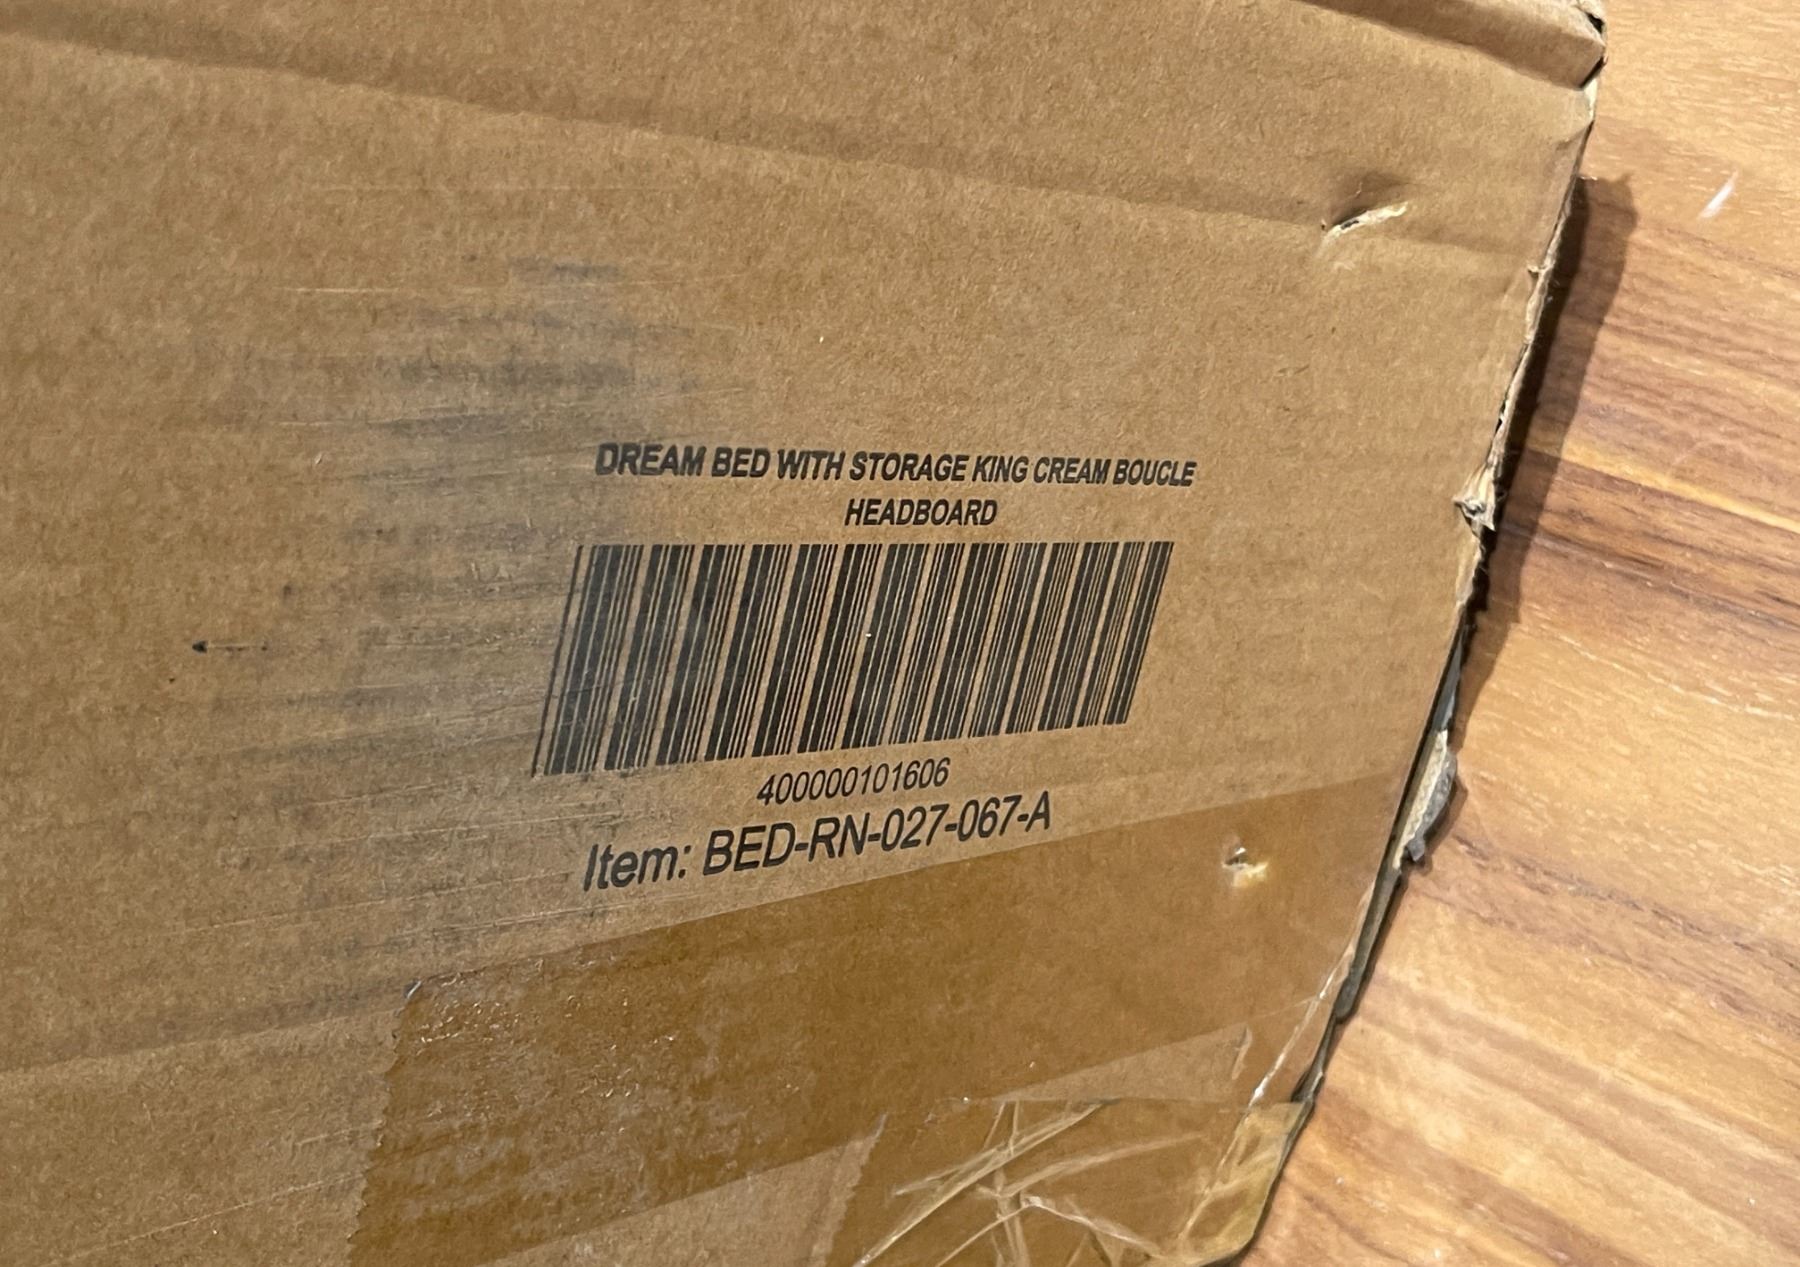 DREAM BED WITH STORAGE KING CREAM BOUCLE
HEADBOARD
400000101606
Item: BED-RN-027-067-A